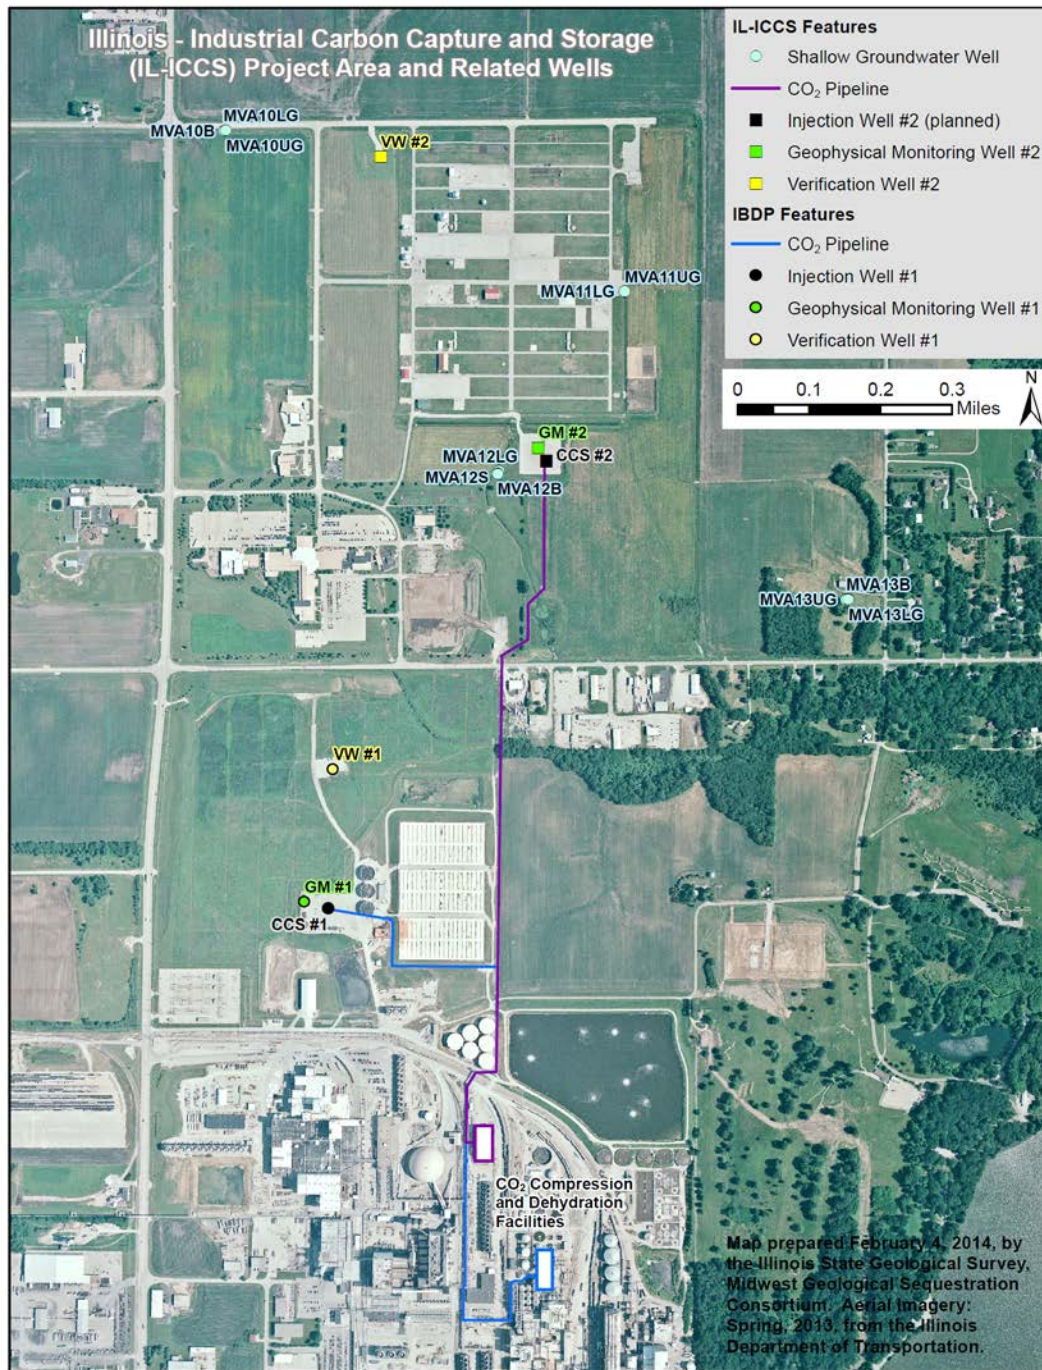 Illinois - Industrial Carbon Capture and Storage
(IL-ICCS) Project Area and Related Wells
IL-ICCS Features
Shallow Groundwater Well
CO₂ Pipeline
Injection Well #2 (planned)
Geophysical Monitoring Well #2
Verification Well #2
IBDP Features
CO₂ Pipeline
Injection Well #1
Geophysical Monitoring Well #1
Verification Well #1
0 0.1 0.2 0.3
Miles
N
MVA10LG
MVA10B
MVA10UG
VW #2
MVA11UG
MVA11LG
GM #2
MVA12LG
CCS #2
MVA12S
MVA12B
MVA13B
MVA13UG
MVA13LG
VW #1
GM #1
CCS #1
CO₂ Compression
and Dehydration
Facilities
Map prepared February 4, 2014, by
the Illinois State Geological Survey,
Midwest Geological Sequestration
Consortium. Aerial Imagery:
Spring, 2013, from the Illinois
Department of Transportation.